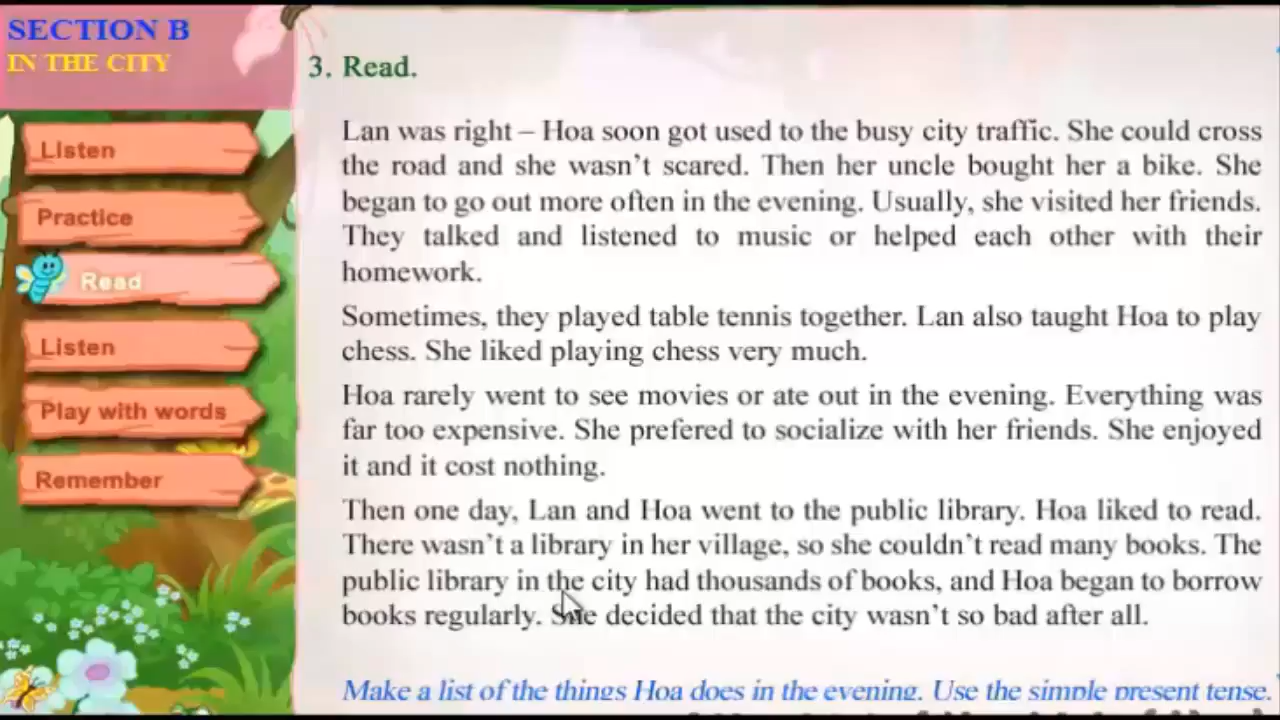 SECTION B
IN THE CITY
Listen
Practice
Read
Listen
Play with words
Remember
3. Read.
Lan was right – Hoa soon got used to the busy city traffic. She could cross
the road and she wasn't scared. Then her uncle bought her a bike. She
began to go out more often in the evening. Usually, she visited her friends.
They talked and listened to music or helped each other with their
homework.
Sometimes, they played table tennis together. Lan also taught Hoa to play
chess. She liked playing chess very much.
Hoa rarely went to see movies or ate out in the evening. Everything was
far too expensive. She prefered to socialize with her friends. She enjoyed
it and it cost nothing.
Then one day, Lan and Hoa went to the public library. Hoa liked to read.
There wasn't a library in her village, so she couldn't read many books. The
public library in the city had thousands of books, and Hoa began to borrow
books regularly. She decided that the city wasn't so bad after all.
Make a list of the things Hoa does in the evening. Use the simple present tense.